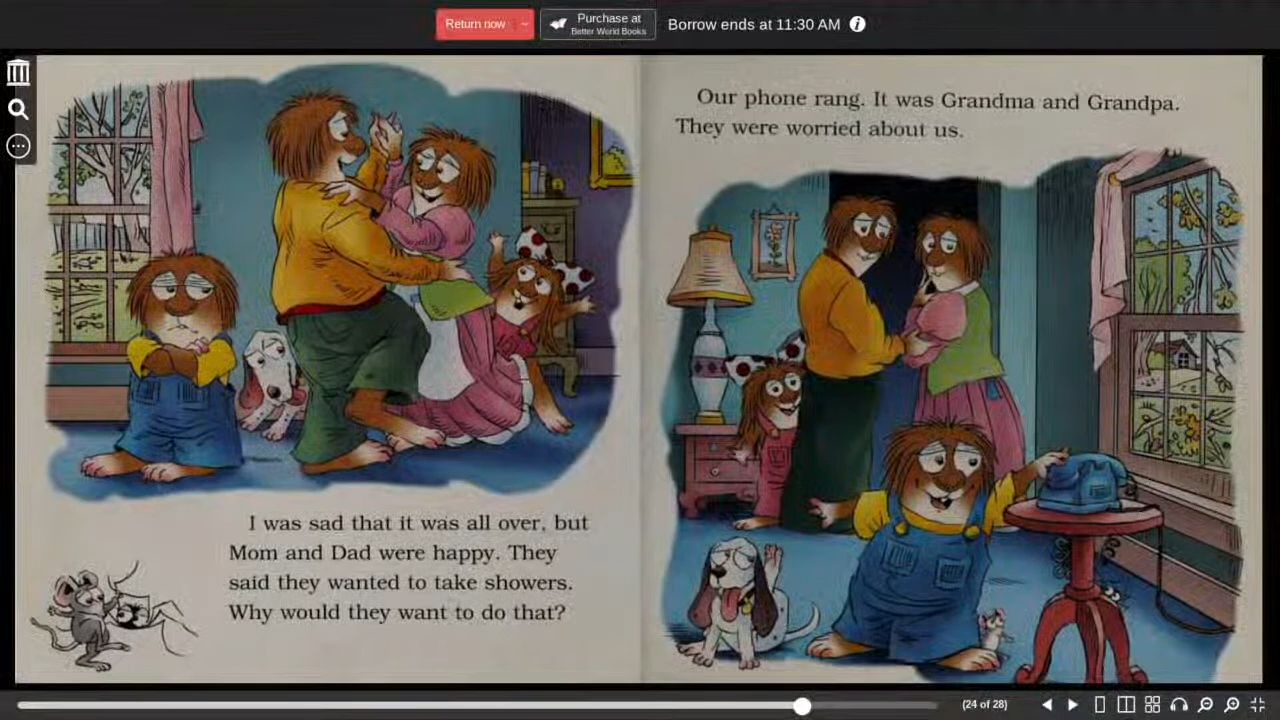 Return now
Purchase at
Better World Books
Borrow ends at 11:30 AM
I was sad that it was all over, but
Mom and Dad were happy. They
said they wanted to take showers.
Why would they want to do that?
Our phone rang. It was Grandma and Grandpa.
They were worried about us.
(24 of 28)